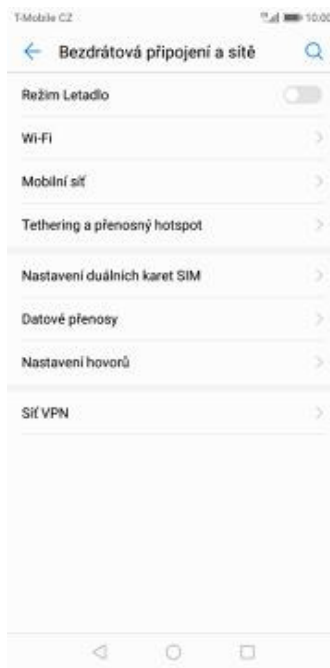 T-Mobile CZ 10:00
Bezdrátová připojení a sítě
Režim Letadlo
Wi-Fi
Mobilní síť
Tethering a přenosný hotspot
Nastavení duálních karet SIM
Datové přenosy
Nastavení hovorů
Síť VPN